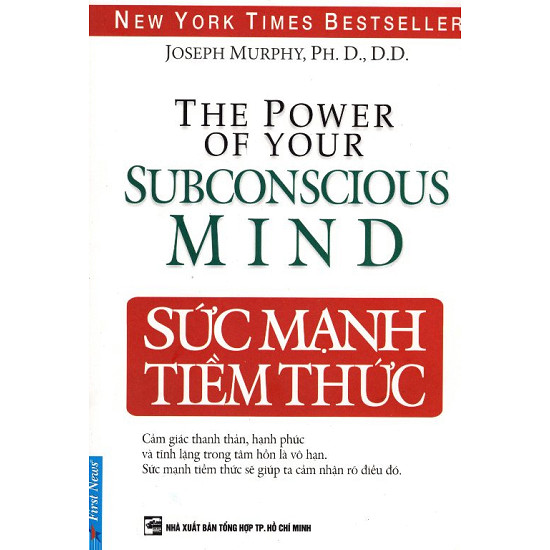 NEW YORK TIMES BESTSELLER
JOSEPH MURPHY, PH. D., D.D.
THE POWER
OF YOUR
SUBCONSCIOUS
MIND
SỨC MẠNH
TIỀM THỨC
Cảm giác thanh thản, hạnh phúc
và tĩnh lặng trong tâm hồn là vô hạn.
Sức mạnh tiềm thức sẽ giúp ta cảm nhận rõ điều đó.
First News
NHÀ XUẤT BẢN TỔNG HỢP TP. HỒ CHÍ MINH